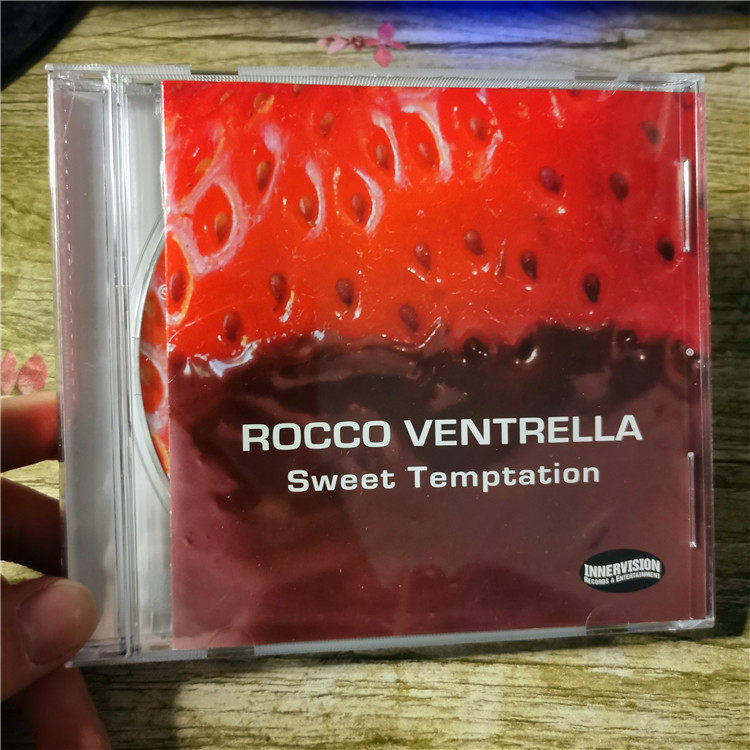 ROCCO VENTRELLA
Sweet Temptation
INNERVISION
RECORDS & ENTERTAINMENT